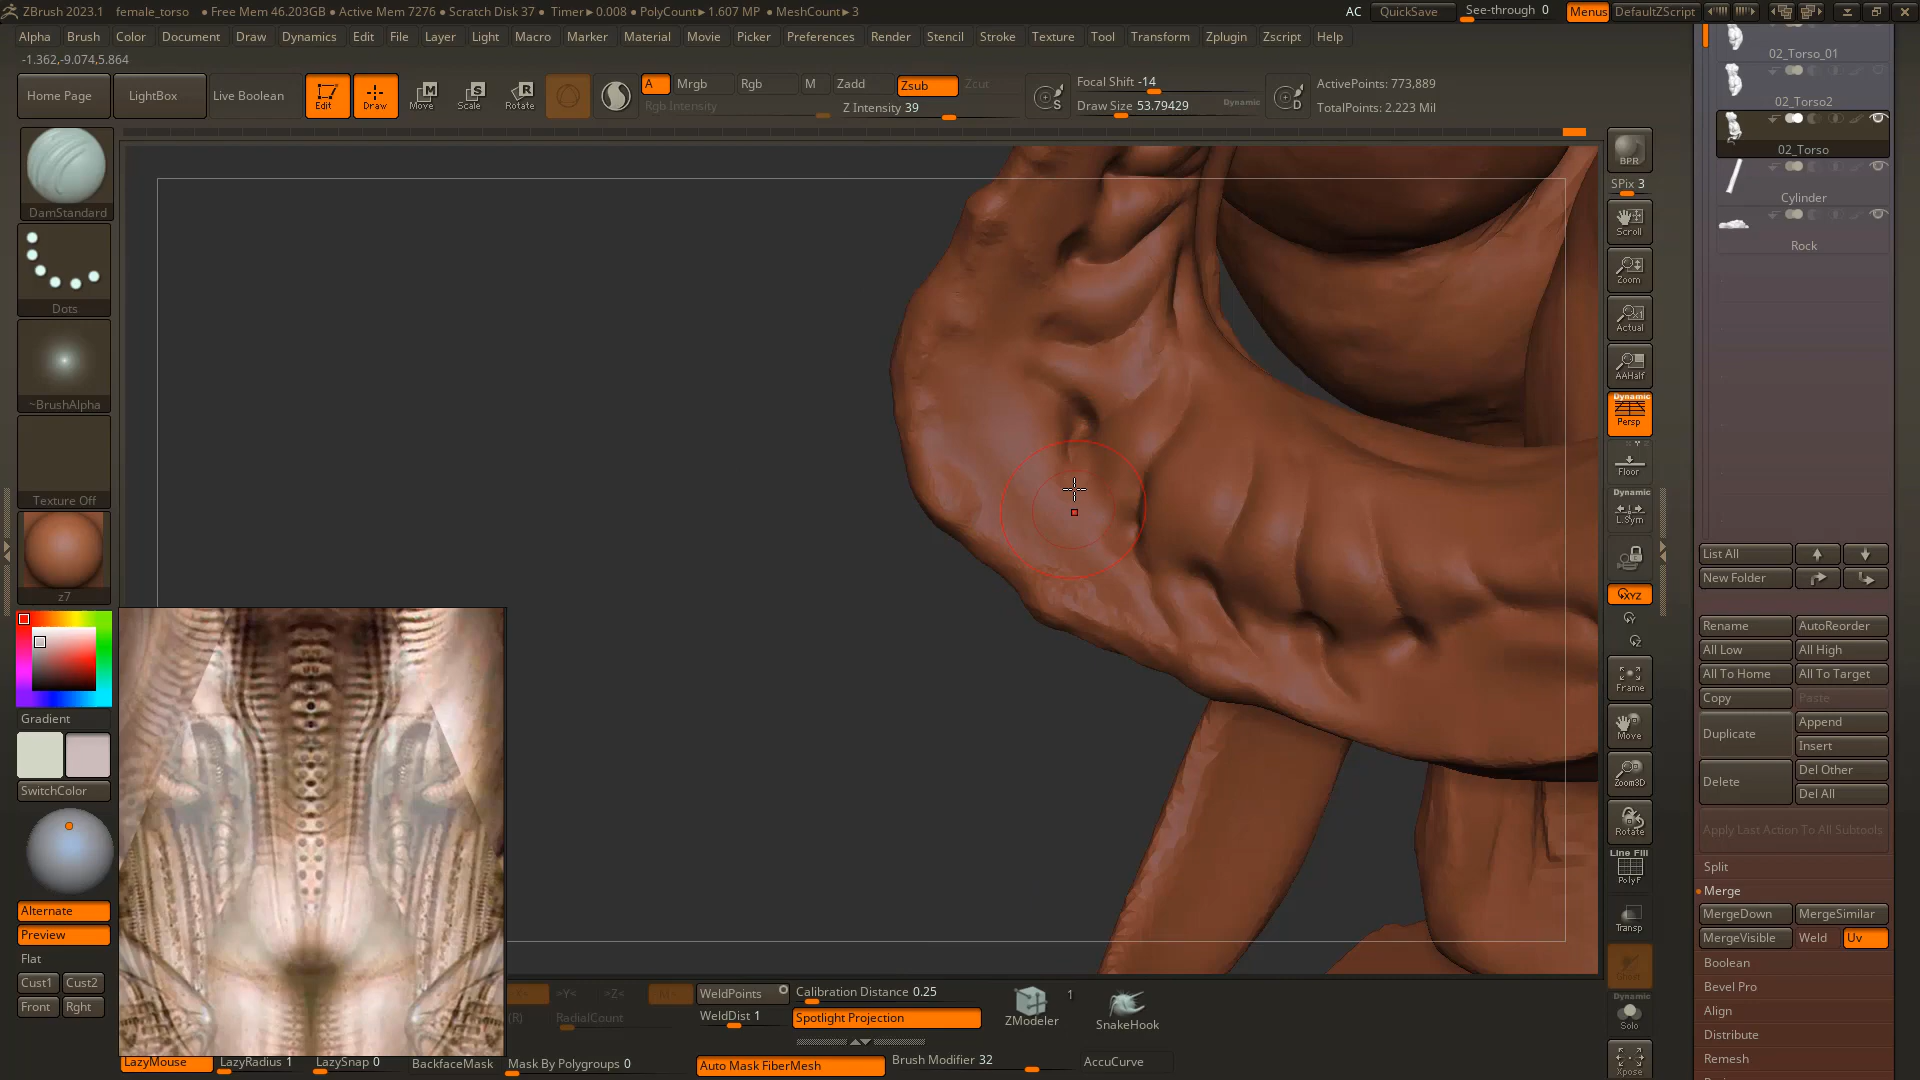 ZBrush 2023.1 female_torso • Free Mem 46.203GB • Active Mem 7276 • Scratch Disk 37 • Timer▸0.008 • PolyCount▸1.607 MP • MeshCount▸3 AC QuickSave See-through 0 Menus DefaultZScript
Alpha Brush Color Document Draw Dynamics Edit File Layer Light Macro Marker Material Movie Picker Preferences Render Stencil Stroke Texture Tool Transform Zplugin Zscript Help
-1.362,-9.074,5.864
Home Page LightBox Live Boolean Edit Draw Move Scale Rotate
A Mrgb Rgb M Zadd Zsub Zcut
Rgb Intensity Z Intensity 39
Focal Shift -14
Draw Size 53.79429 Dynamic
ActivePoints: 773,889
TotalPoints: 2.223 Mil
DamStandard
Dots
~BrushAlpha
Texture Off
z7
Gradient
SwitchColor
Alternate
Preview
Flat
Cust1 Cust2
Front Rght
BPR
SPix 3
Scroll
Zoom
Actual
AAHalf
Dynamic
Persp
Floor
Dynamic
L.Sym
XYZ
Frame
Move
Zoom3D
Rotate
Line Fill
PolyF
Transp
Ghost
Dynamic
Solo
Xpose
02_Torso_01
02_Torso2
02_Torso
Cylinder
Rock
List All
New Folder
Rename AutoReorder
All Low All High
All To Home All To Target
Copy Paste
Duplicate Append
Insert
Delete Del Other
Del All
Apply Last Action To All Subtools
Split
Merge
MergeDown MergeSimilar
MergeVisible Weld Uv
Boolean
Bevel Pro
Align
Distribute
Remesh
>X< >Y< >Z< >M< WeldPoints Calibration Distance 0.25
(R) RadialCount WeldDist 1 Spotlight Projection
ZModeler 1 SnakeHook
LazyMouse LazyRadius 1 LazySnap 0 BackfaceMask Mask By Polygroups 0 Auto Mask FiberMesh Brush Modifier 32 AccuCurve